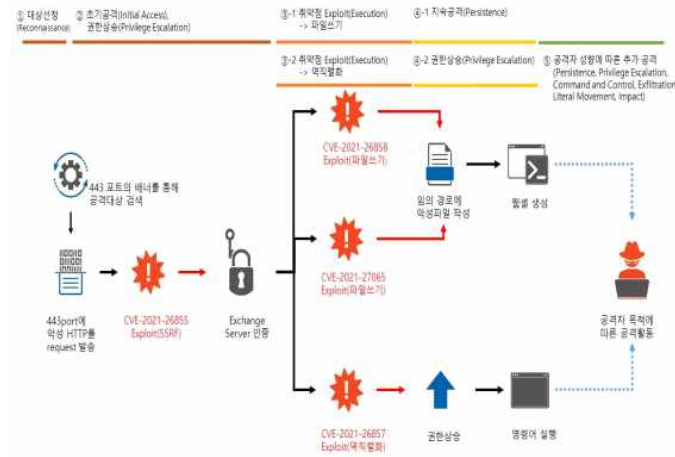 ① 대상선정
(Reconnaissance)
② 초기공격(Initial Access),
권한상승(Privilege Escalation)
③-1 취약점 Exploit(Execution)
-> 파일쓰기
④-1 지속공격(Persistence)
③-2 취약점 Exploit(Execution)
-> 역직렬화
④-2 권한상승(Privilege Escalation)
⑤ 공격자 성향에 따른 추가 공격
(Persistence, Privilege Escalation,
Command and Control, Exfiltration
Literal Movement, Impact)
CVE-2021-26858
Exploit(파일쓰기)
443 포트의 배너를 통해
공격대상 검색
임의 경로에
악성파일 작성
웹셸 생성
443port에
악성 HTTP를
request 발송
CVE-2021-26855
Exploit(SSRF)
Exchange
Server 인증
CVE-2021-27065
Exploit(파일쓰기)
공격자 목적에
따른 공격활동
CVE-2021-26857
Exploit(역직렬화)
권한상승
명령어 실행